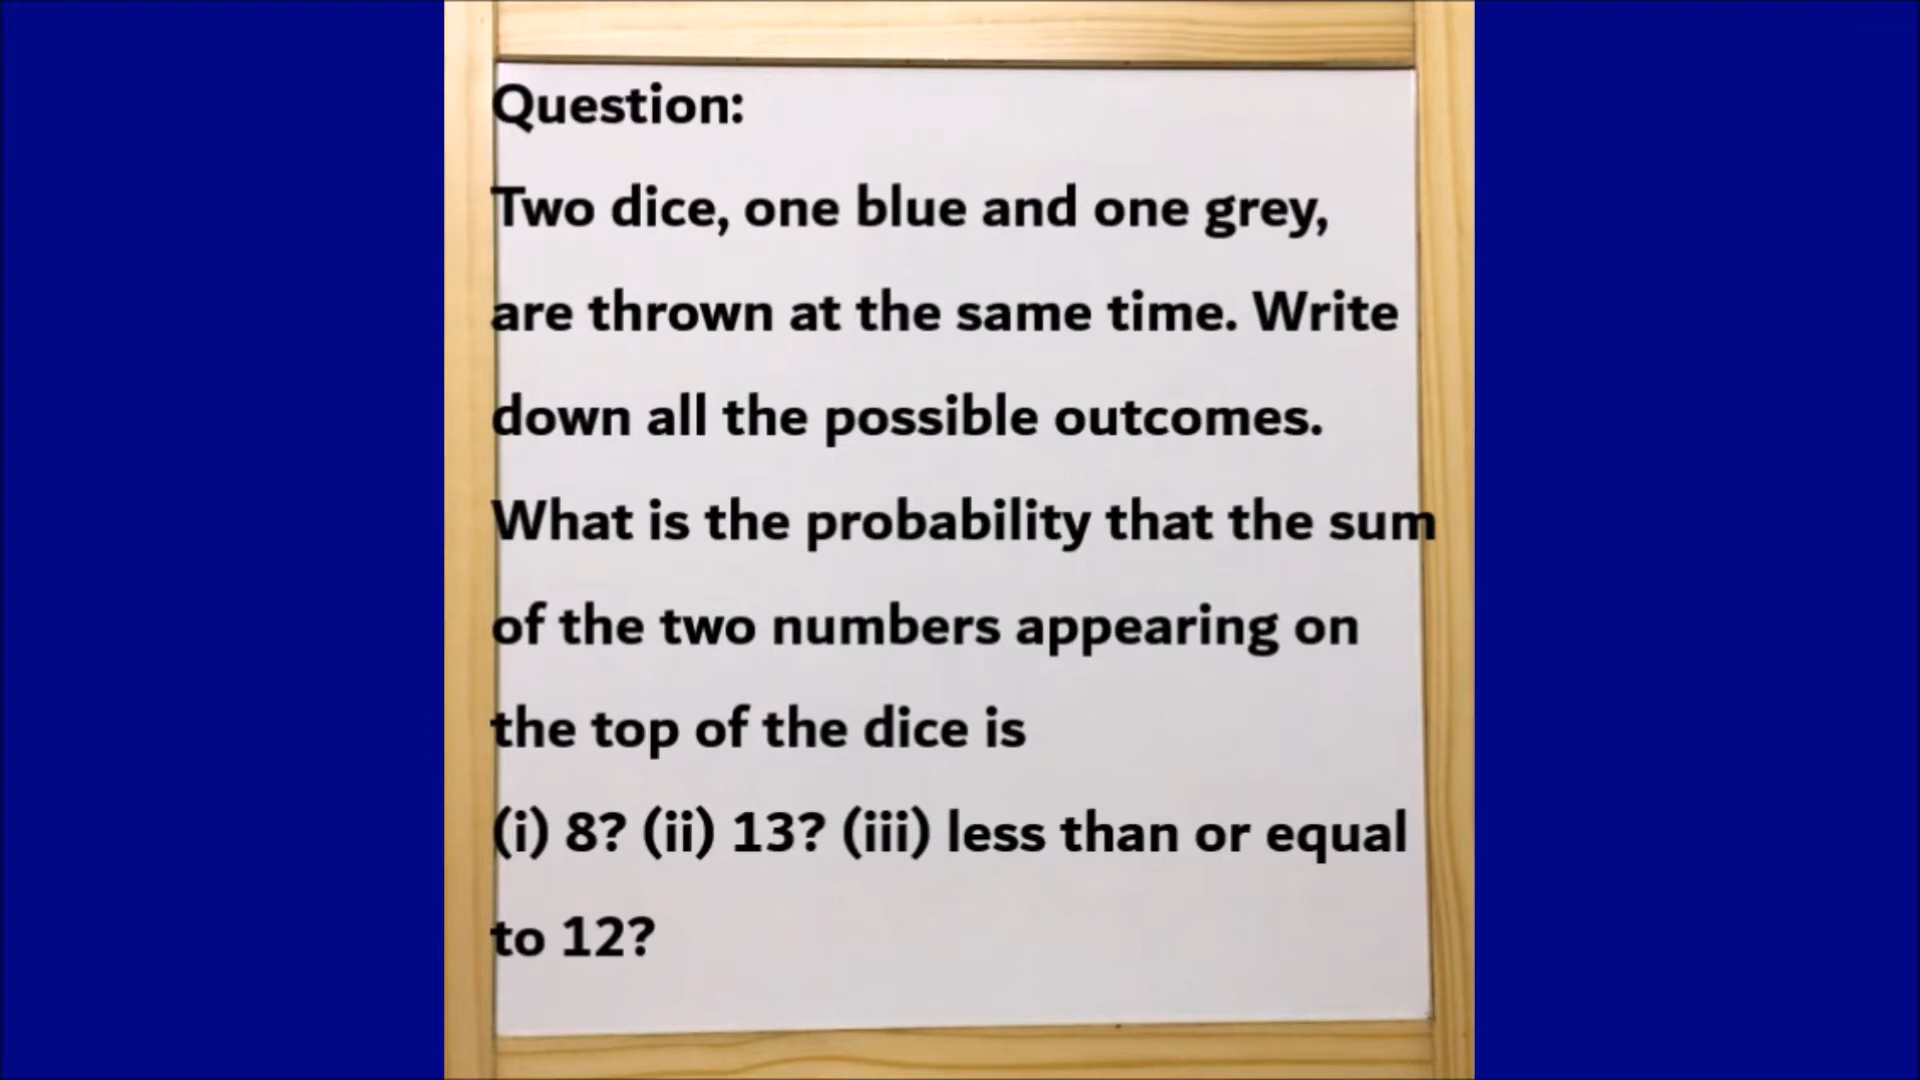 Question:
Two dice, one blue and one grey,
are thrown at the same time. Write
down all the possible outcomes.
What is the probability that the sum
of the two numbers appearing on
the top of the dice is
(i) 8? (ii) 13? (iii) less than or equal
to 12?